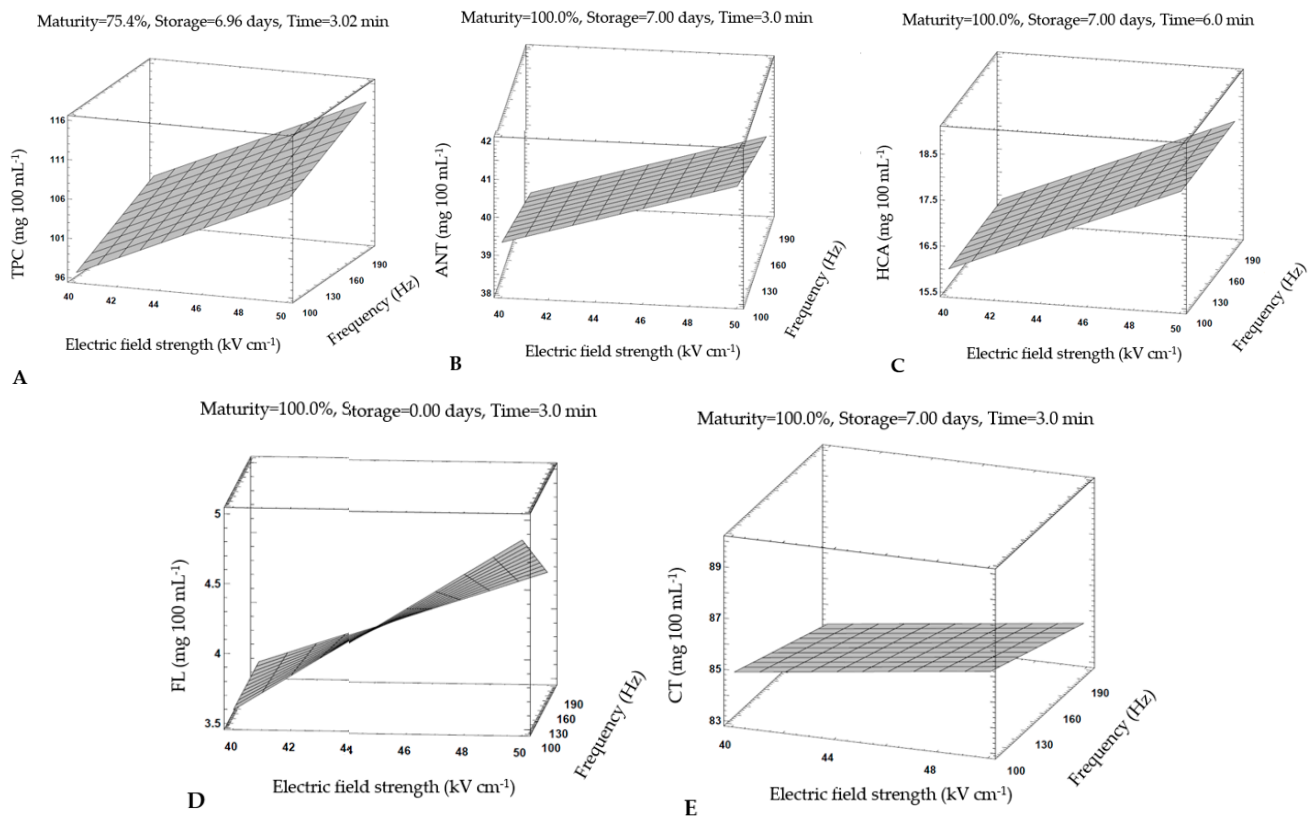 Maturity=75.4%, Storage=6.96 days, Time=3.02 min
116
111
106
101
96
TPC (mg 100 mL⁻¹)
40
42
44
46
48
50
100
130
160
190
Frequency (Hz)
Electric field strength (kV cm⁻¹)
A
Maturity=100.0%, Storage=7.00 days, Time=3.0 min
42
41
40
39
38
ANT (mg 100 mL⁻¹)
40
42
44
46
48
50
100
130
160
190
Frequency (Hz)
Electric field strength (kV cm⁻¹)
B
Maturity=100.0%, Storage=7.00 days, Time=6.0 min
18.5
17.5
16.5
15.5
HCA (mg 100 mL⁻¹)
40
42
44
46
48
50
100
130
160
190
Frequency (Hz)
Electric field strength (kV cm⁻¹)
C
Maturity=100.0%, Storage=0.00 days, Time=3.0 min
5
4.5
4
3.5
FL (mg 100 mL⁻¹)
40
42
44
46
48
50
100
130
160
190
Frequency (Hz)
Electric field strength (kV cm⁻¹)
D
Maturity=100.0%, Storage=7.00 days, Time=3.0 min
89
87
85
83
CT (mg 100 mL⁻¹)
40
44
48
100
130
160
190
Frequency (Hz)
Electric field strength (kV cm⁻¹)
E